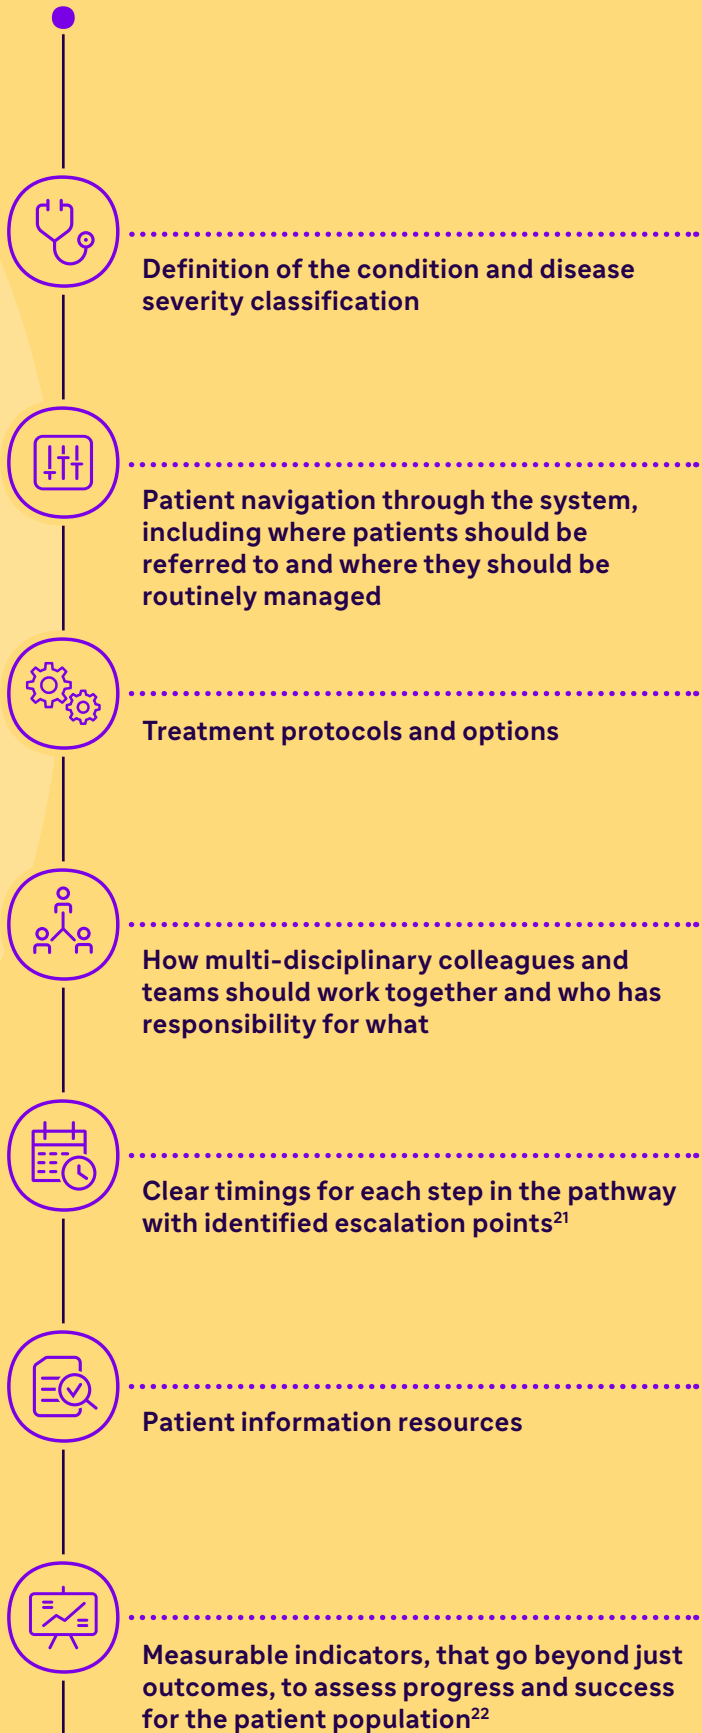 Definition of the condition and disease
severity classification
Patient navigation through the system,
including where patients should be
referred to and where they should be
routinely managed
Treatment protocols and options
How multi-disciplinary colleagues and
teams should work together and who has
responsibility for what
Clear timings for each step in the pathway
with identified escalation points²¹
Patient information resources
Measurable indicators, that go beyond just
outcomes, to assess progress and success
for the patient population²²